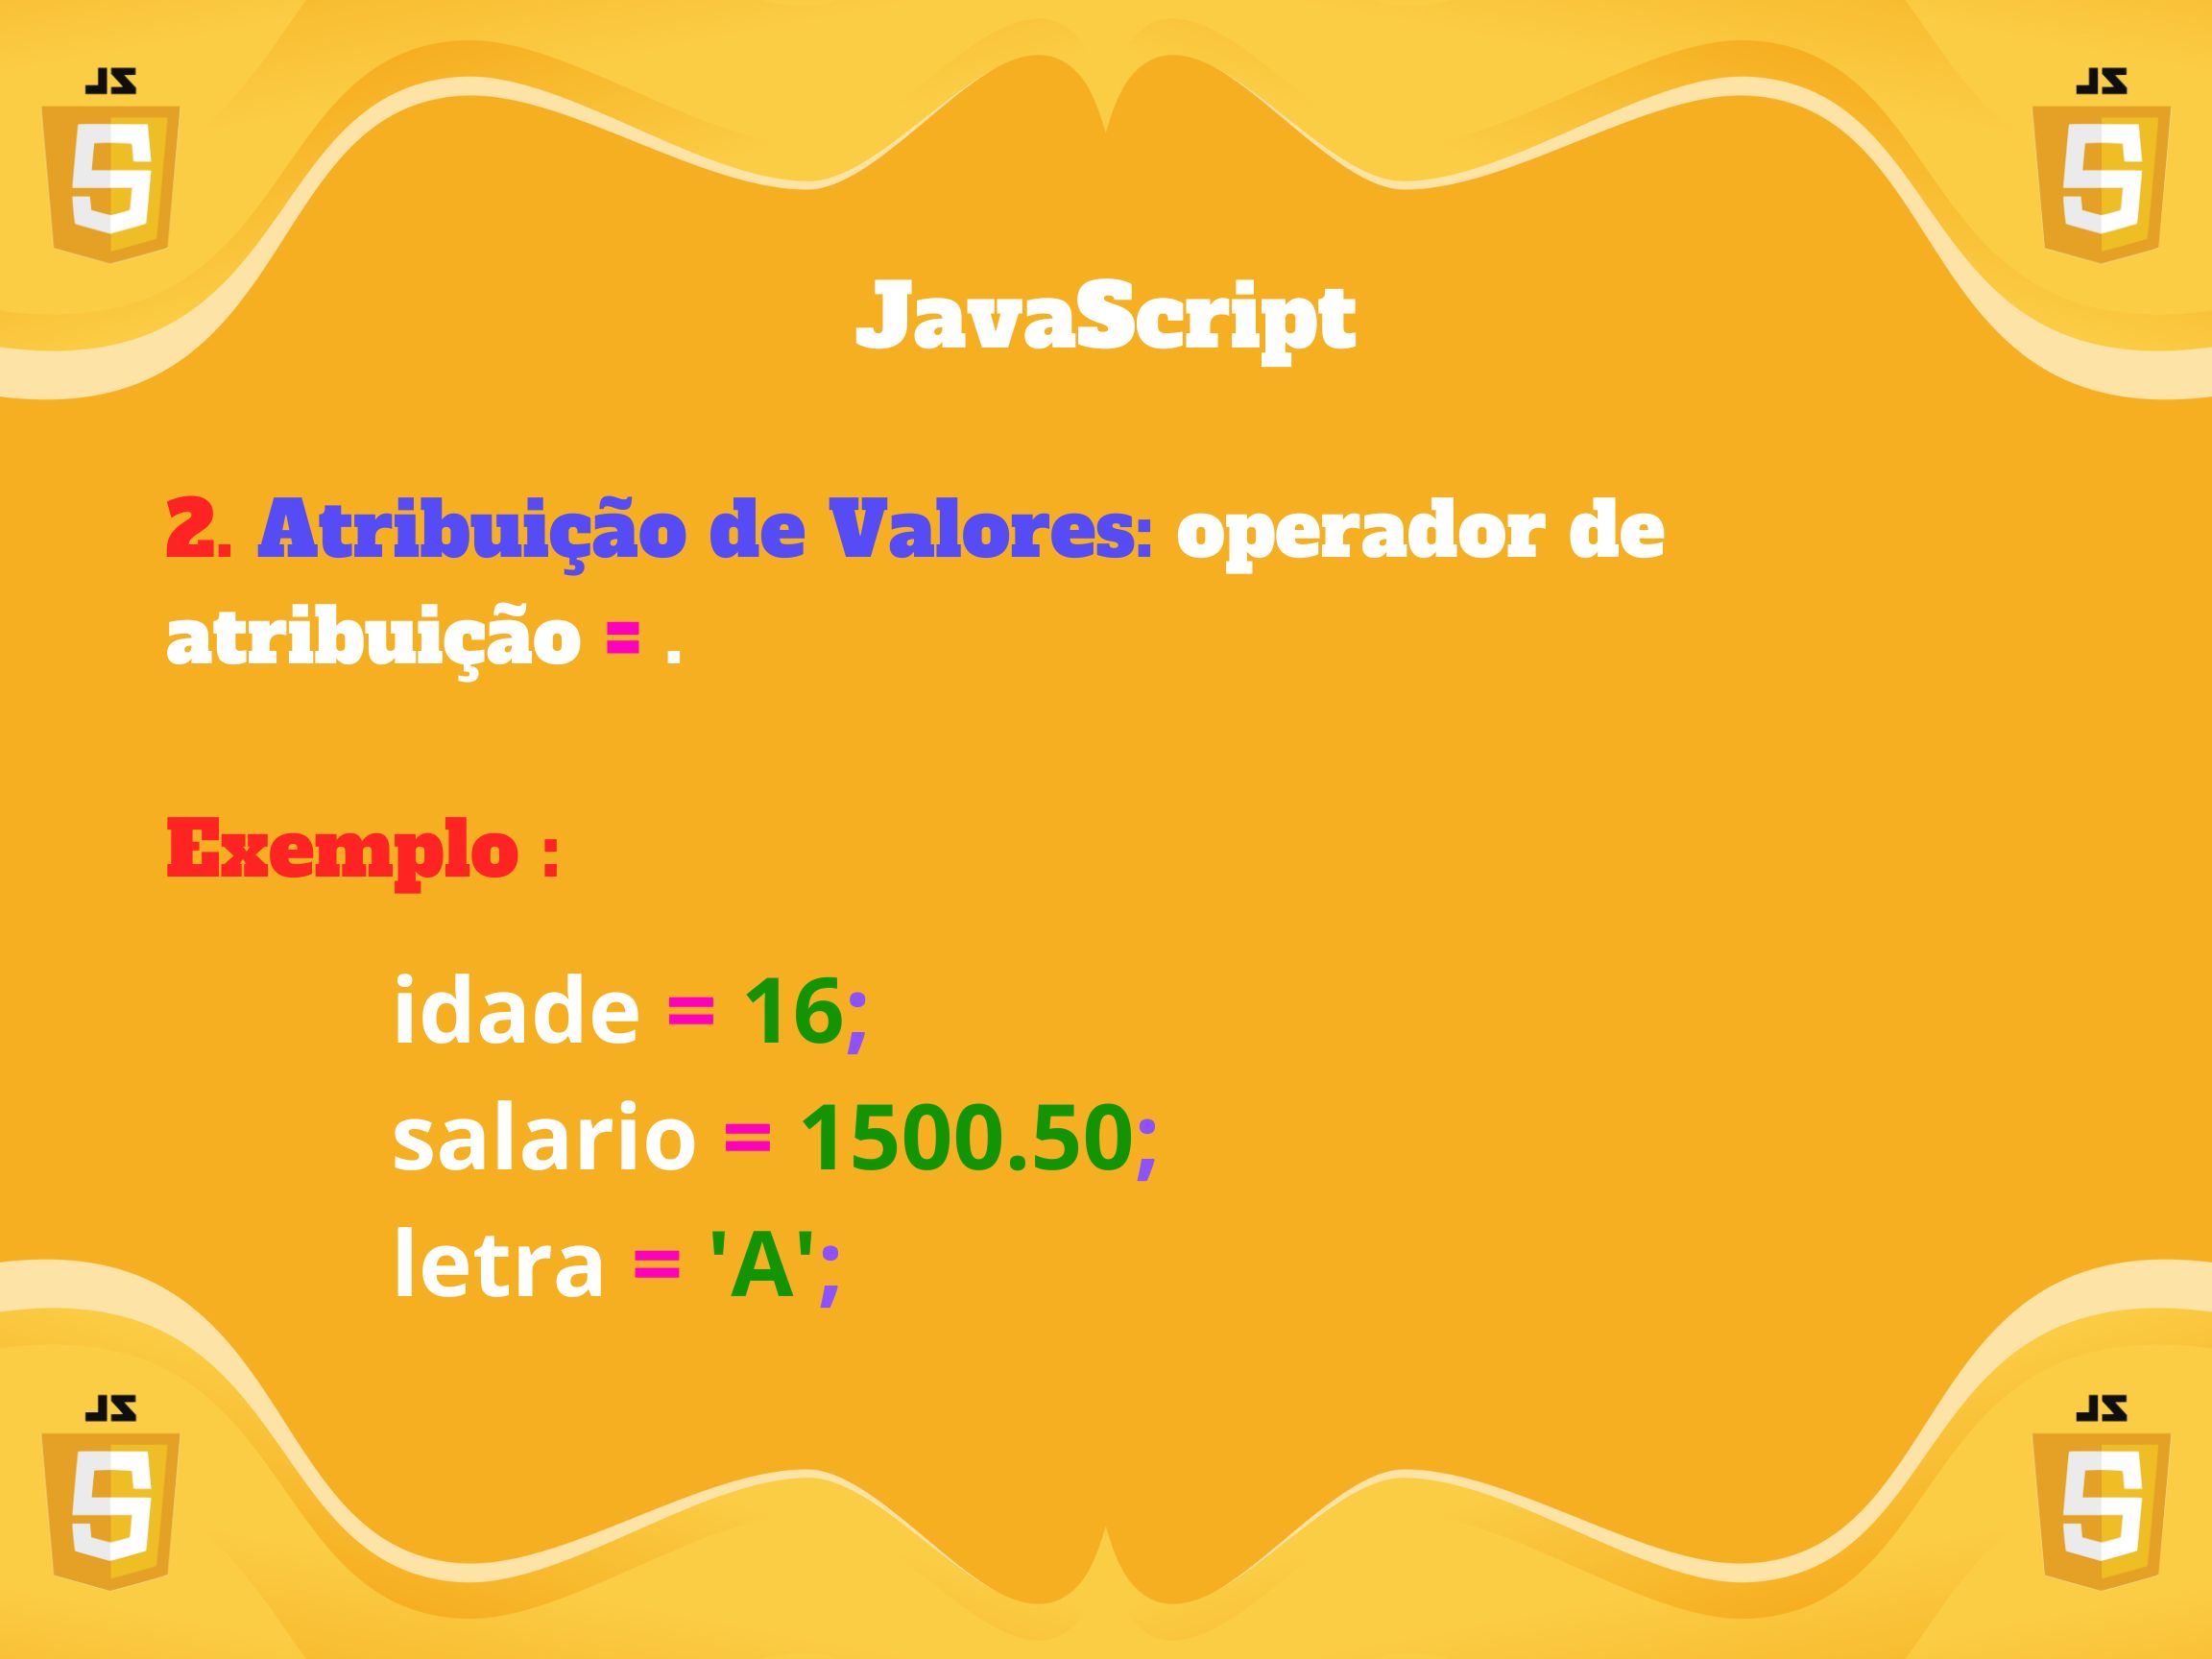 JS JS
JavaScript
2. Atribuição de Valores: operador de
atribuição = .
Exemplo :
idade = 16;
salario = 1500.50;
letra = 'A';
JS JS